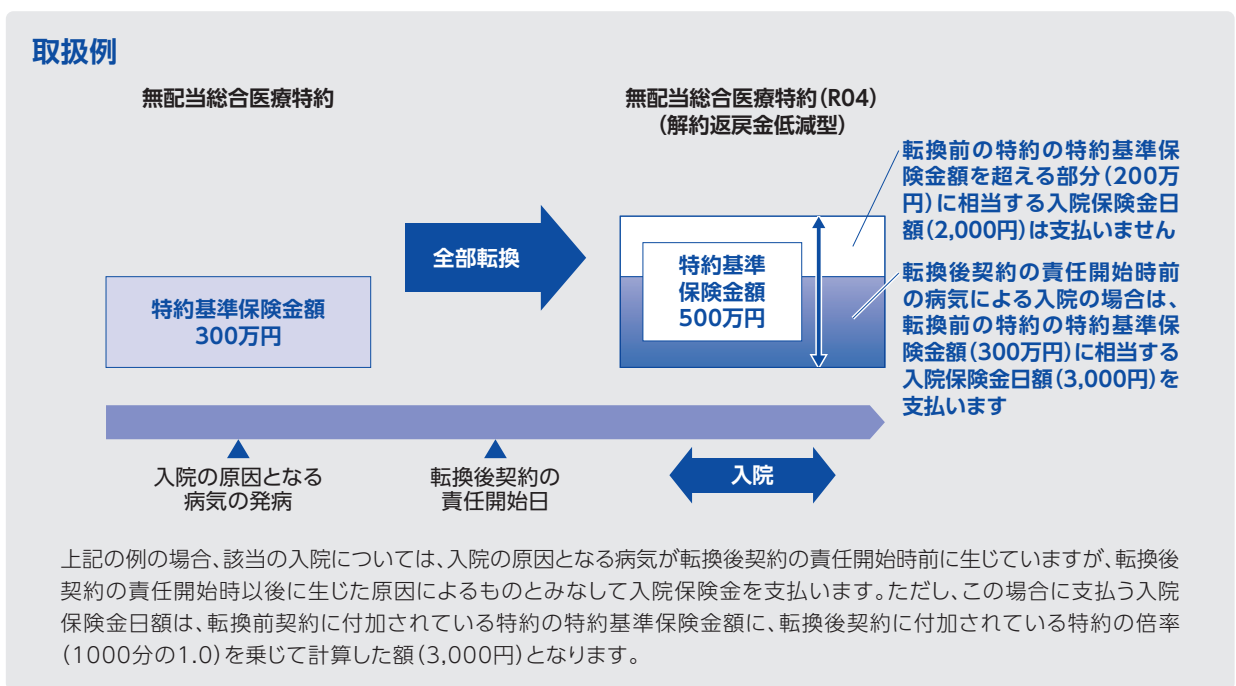 取扱例
無配当総合医療特約
無配当総合医療特約(R04)
(解約返戻金低減型)
転換前の特約の特約基準保
険金額を超える部分(200万
円)に相当する入院保険金日
額(2,000円)は支払いません
全部転換
特約基準
保険金額
500万円
特約基準保険金額
300万円
転換後契約の責任開始時前
の病気による入院の場合は、
転換前の特約の特約基準保
険金額(300万円)に相当する
入院保険金日額(3,000円)を
支払います
入院の原因となる
病気の発病
転換後契約の
責任開始日
入院
上記の例の場合、該当の入院については、入院の原因となる病気が転換後契約の責任開始時前に生じていますが、転換後
契約の責任開始時以後に生じた原因によるものとみなして入院保険金を支払います。ただし、この場合に支払う入院
保険金日額は、転換前契約に付加されている特約の特約基準保険金額に、転換後契約に付加されている特約の倍率
(1000分の1.0)を乗じて計算した額(3,000円)となります。